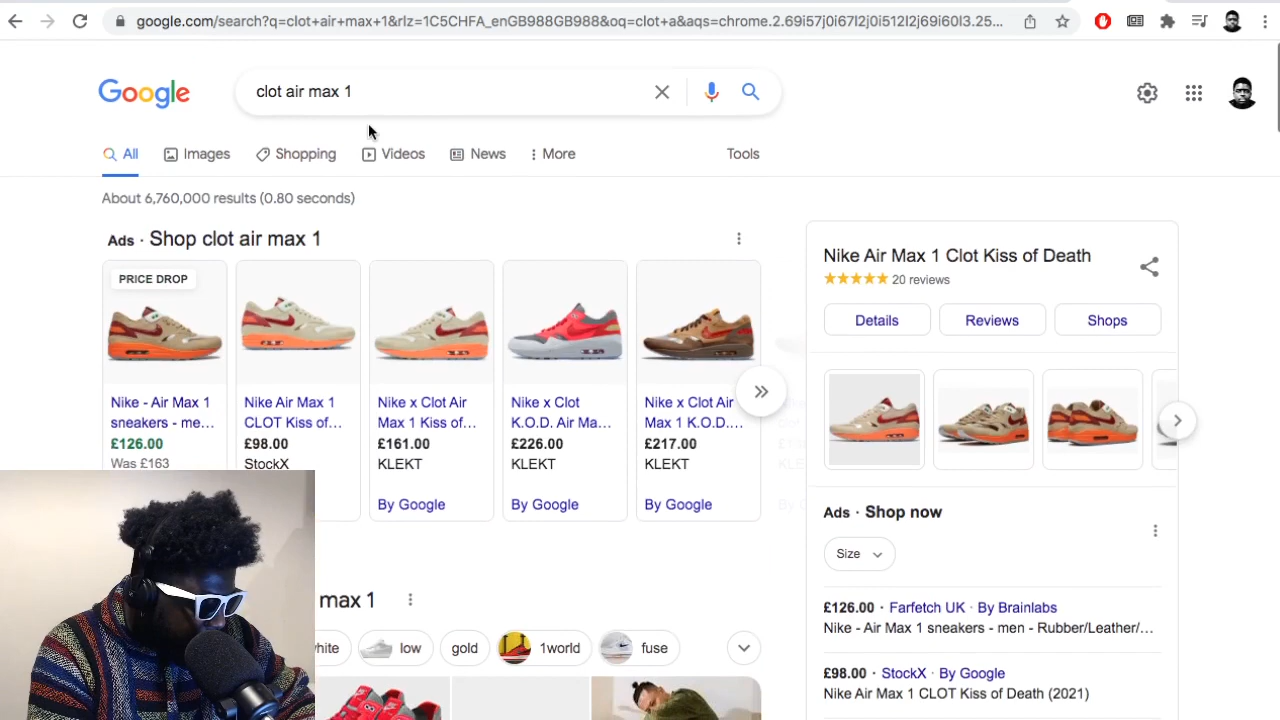 google.com/search?q=clot+air+max+1&rlz=1C5CHFA_enGB988GB988&oq=clot+a&aqs=chrome.2.69i57j0i67l2j0i512l2j69i60l3.25...
Google
clot air max 1
All
Images
Shopping
Videos
News
More
Tools
About 6,760,000 results (0.80 seconds)
Ads · Shop clot air max 1
PRICE DROP
Nike - Air Max 1
sneakers - me...
£126.00
Was £163
Nike Air Max 1
CLOT Kiss of...
£98.00
StockX
Nike x Clot Air
Max 1 Kiss of...
£161.00
KLEKT
By Google
Nike x Clot
K.O.D. Air Ma...
£226.00
KLEKT
By Google
Nike x Clot Air
Max 1 K.O.D....
£217.00
KLEKT
By Google
max 1
low
gold
1world
fuse
Nike Air Max 1 Clot Kiss of Death
20 reviews
Details
Reviews
Shops
Ads · Shop now
Size
£126.00 · Farfetch UK · By Brainlabs
Nike - Air Max 1 sneakers - men - Rubber/Leather/...
£98.00 · StockX · By Google
Nike Air Max 1 CLOT Kiss of Death (2021)